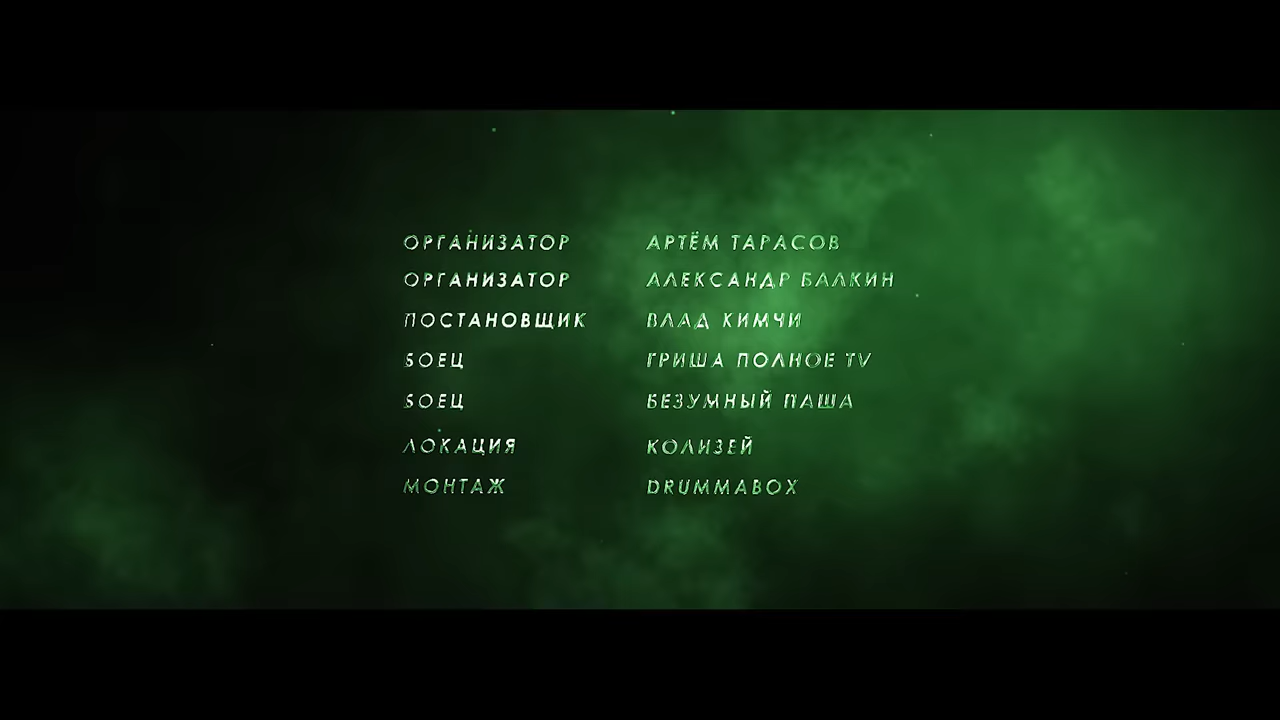 ОРГАНИЗАТОР АРТЁМ ТАРАСОВ
ОРГАНИЗАТОР АЛЕКСАНДР БАЛКИН
ПОСТАНОВЩИК ВЛАД КИМЧИ
БОЕЦ ГРИША ПОЛНОЕ TV
БОЕЦ БЕЗУМНЫЙ ПАША
ЛОКАЦИЯ КОЛИЗЕЙ
МОНТАЖ DRUMMABOX